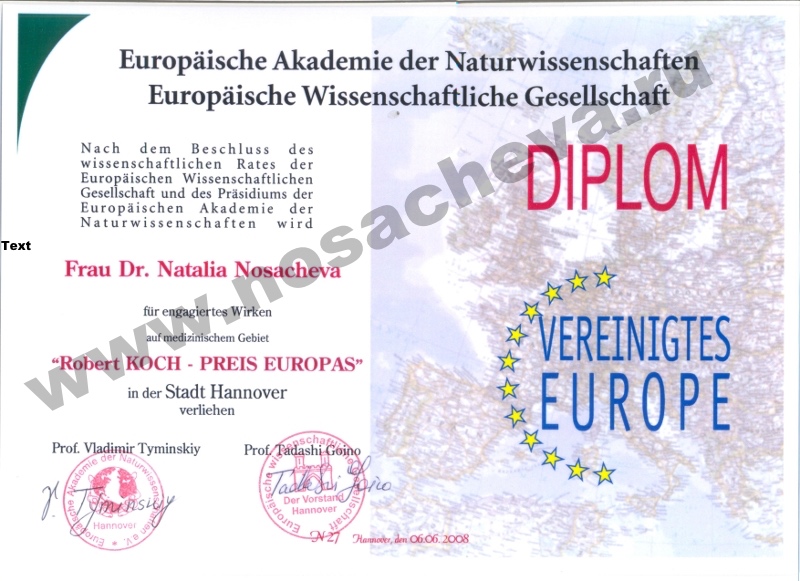 Europäische Akademie der Naturwissenschaften
Europäische Wissenschaftliche Gesellschaft
Nach dem Beschluss des
wissenschaftlichen Rates der
Europäischen Wissenschaftlichen
Gesellschaft und des Präsidiums der
Europäischen Akademie der
Naturwissenschaften wird
Text
Frau Dr. Natalia Nosacheva
für engagiertes Wirken
auf medizinischem Gebiet
“Robert KOCH - PREIS EUROPAS”
in der Stadt Hannover
verliehen
DIPLOM
VEREINIGTES
EUROPE
www.nosacheva.ru
Prof. Vladimir Tyminskiy
Prof. Tadashi Goino
Europäische Akademie der Naturwissenschaften e.V.
Hannover
Europäische wissenschaftliche Gesellschaft
Der Vorstand
Hannover
Tyminskiy
Tadashi Goino
N 27 Hannover, den 06.06. 2008